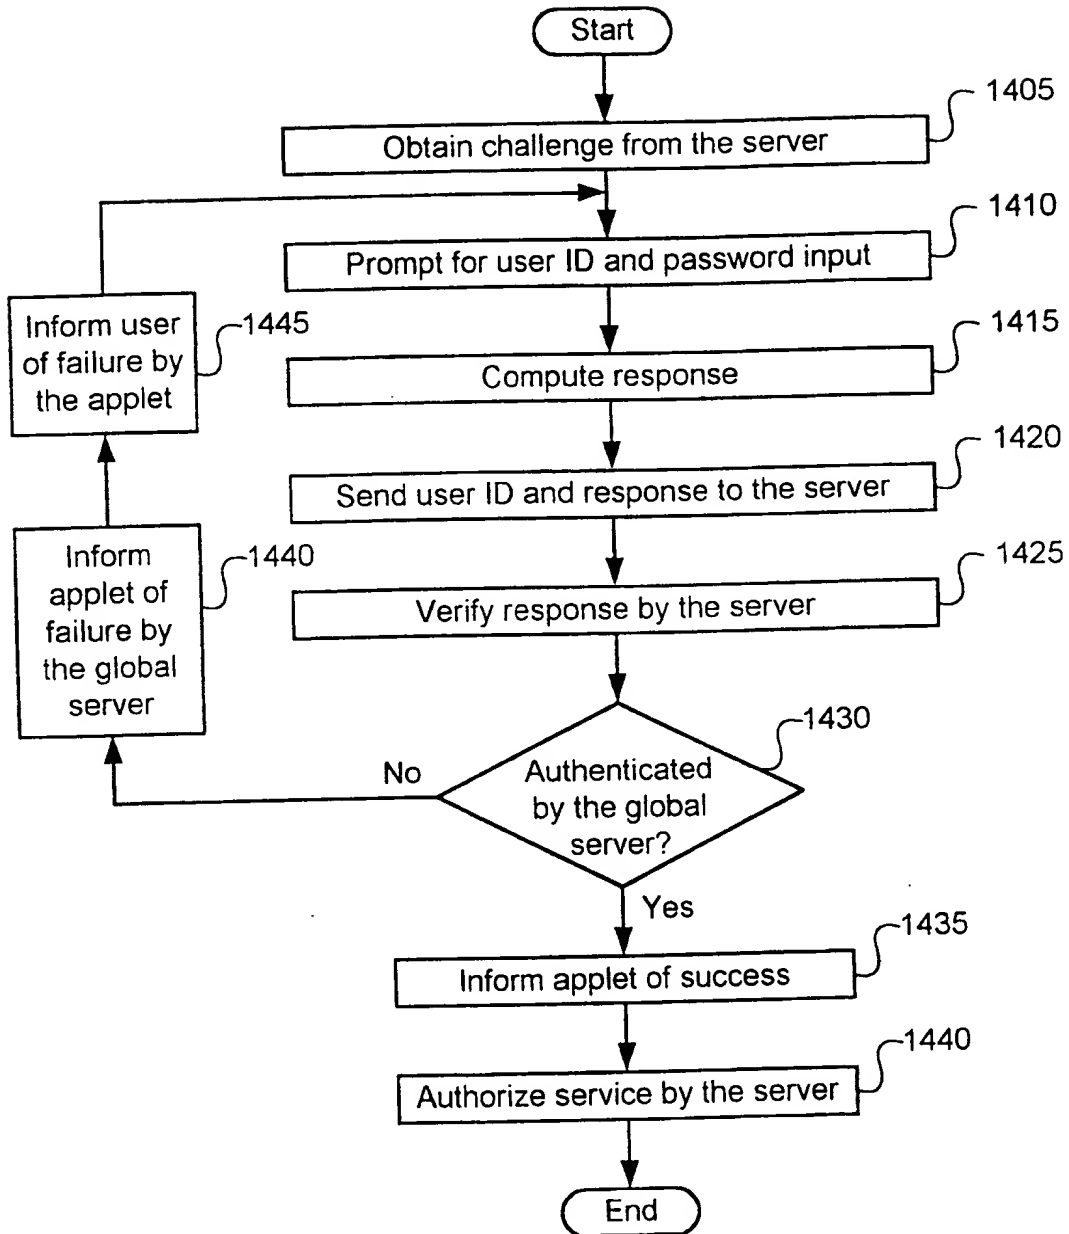 Start
1405
Obtain challenge from the server
1410
Prompt for user ID and password input
Inform user
of failure by
the applet
1445
1415
Compute response
1420
Send user ID and response to the server
Inform
applet of
failure by
the global
server
1440
1425
Verify response by the server
1430
No
Authenticated
by the global
server?
Yes
1435
Inform applet of success
1440
Authorize service by the server
End